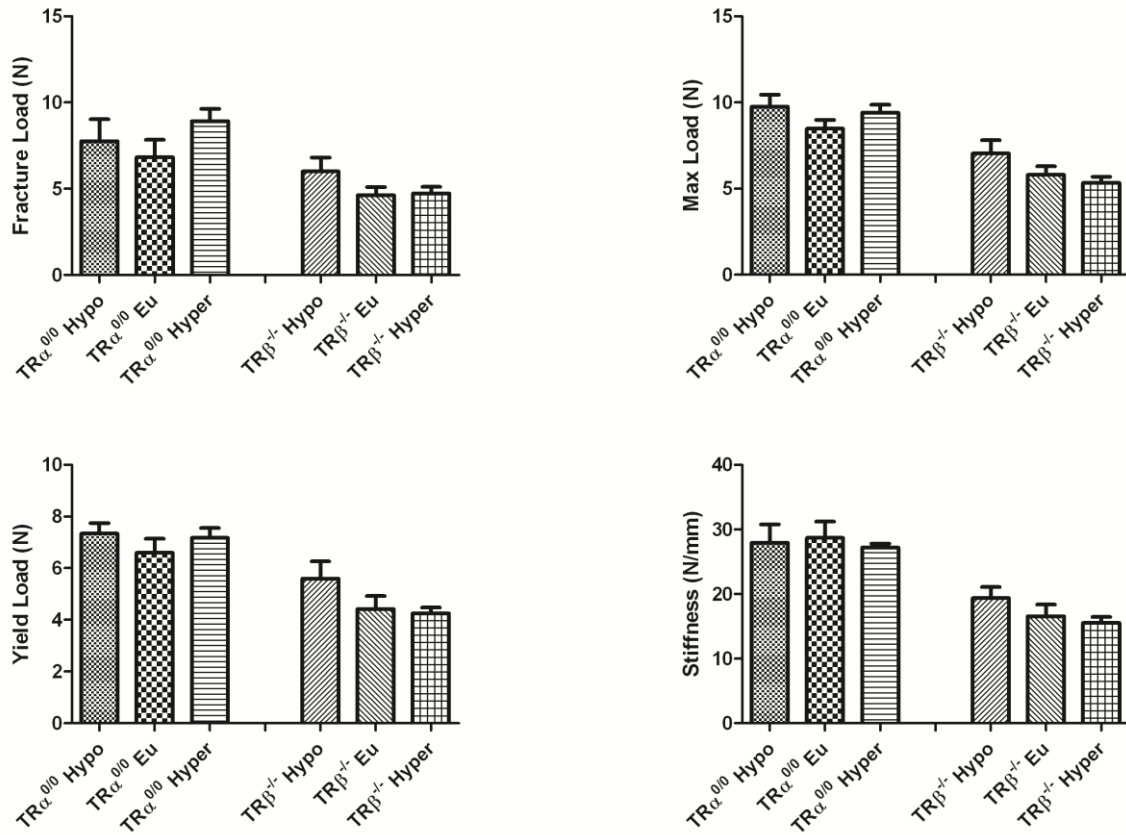 Fracture Load (N)
15
10
5
0
TRα0/0 Hypo
TRα0/0 Eu
TRα0/0 Hyper
TRβ-/- Hypo
TRβ-/- Eu
TRβ-/- Hyper
Max Load (N)
15
10
5
0
TRα0/0 Hypo
TRα0/0 Eu
TRα0/0 Hyper
TRβ-/- Hypo
TRβ-/- Eu
TRβ-/- Hyper
Yield Load (N)
10
8
6
4
2
0
TRα0/0 Hypo
TRα0/0 Eu
TRα0/0 Hyper
TRβ-/- Hypo
TRβ-/- Eu
TRβ-/- Hyper
Stiffness (N/mm)
40
30
20
10
0
TRα0/0 Hypo
TRα0/0 Eu
TRα0/0 Hyper
TRβ-/- Hypo
TRβ-/- Eu
TRβ-/- Hyper